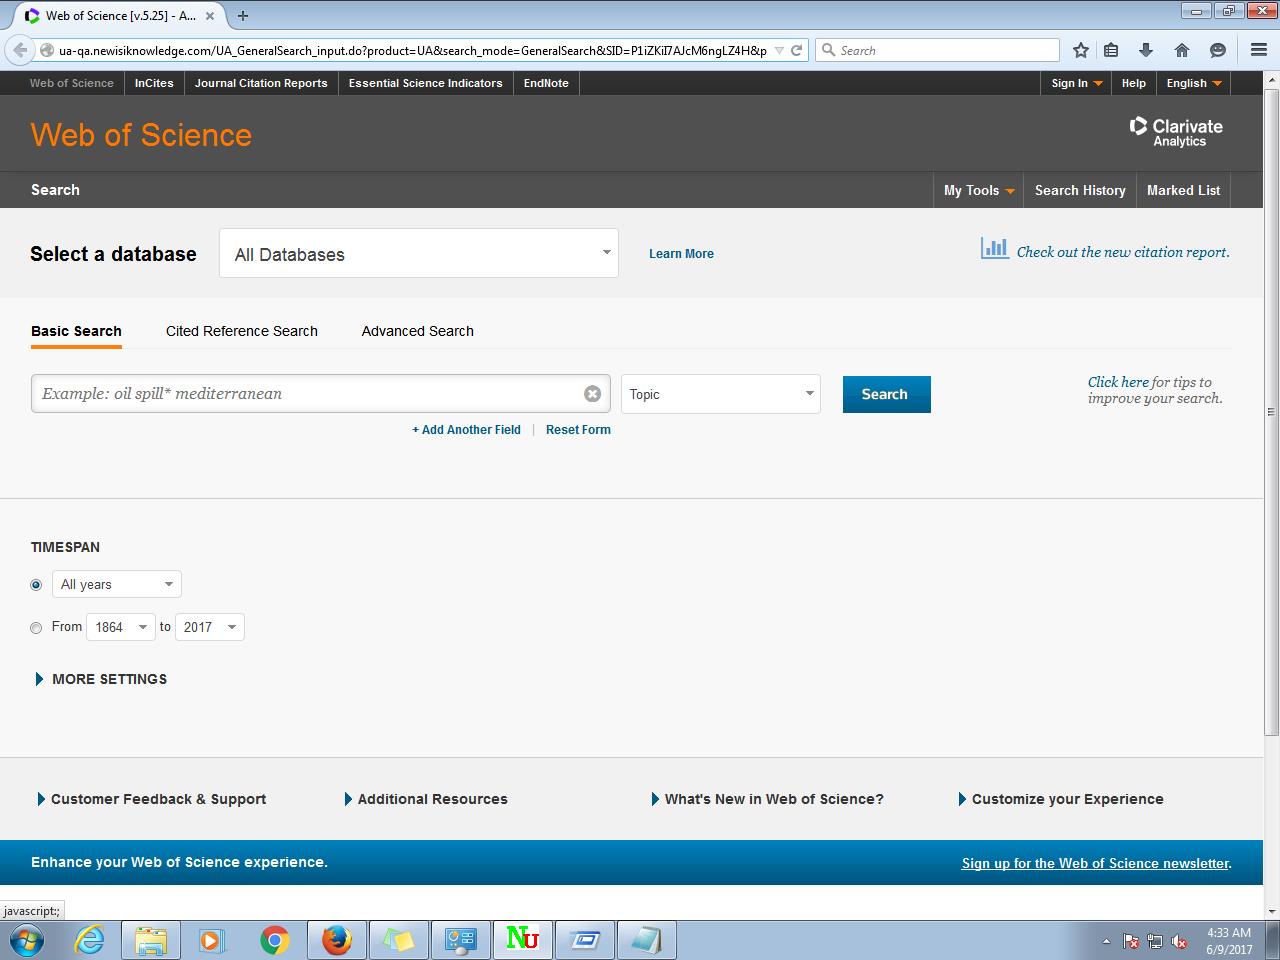 Web of Science [v.5.25] - A...
ua-qa.newisiknowledge.com/UA_GeneralSearch_input.do?product=UA&search_mode=GeneralSearch&SID=P1iZKiI7AJcM6ngLZ4H&p
Search
Web of Science InCites Journal Citation Reports Essential Science Indicators EndNote Sign In Help English
Web of Science
Clarivate
Analytics
Search My Tools Search History Marked List
Select a database All Databases Learn More Check out the new citation report.
Basic Search Cited Reference Search Advanced Search
Example: oil spill* mediterranean Topic Search
Click here for tips to
improve your search.
+ Add Another Field | Reset Form
TIMESPAN
All years
From 1864 to 2017
MORE SETTINGS
Customer Feedback & Support Additional Resources What's New in Web of Science? Customize your Experience
Enhance your Web of Science experience. Sign up for the Web of Science newsletter.
javascript:;
NU
4:33 AM
6/9/2017